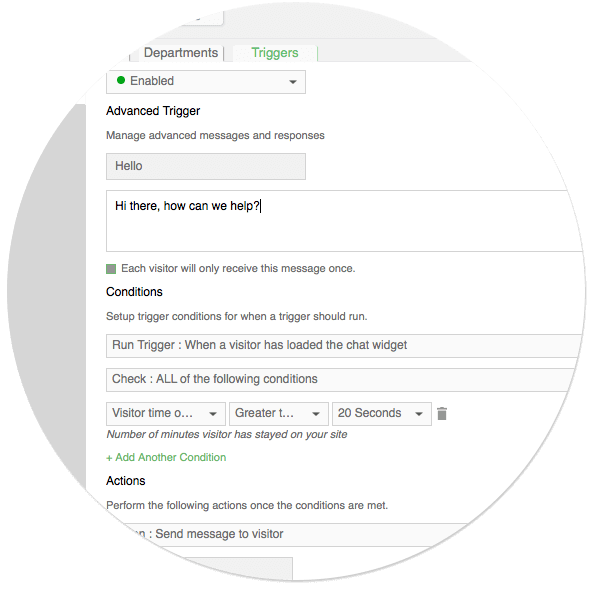 Departments Triggers
Enabled
Advanced Trigger
Manage advanced messages and responses
Hello
Hi there, how can we help?
Each visitor will only receive this message once.
Conditions
Setup trigger conditions for when a trigger should run.
Run Trigger : When a visitor has loaded the chat widget
Check : ALL of the following conditions
Visitor time o... Greater t... 20 Seconds
Number of minutes visitor has stayed on your site
+ Add Another Condition
Actions
Perform the following actions once the conditions are met.
: Send message to visitor